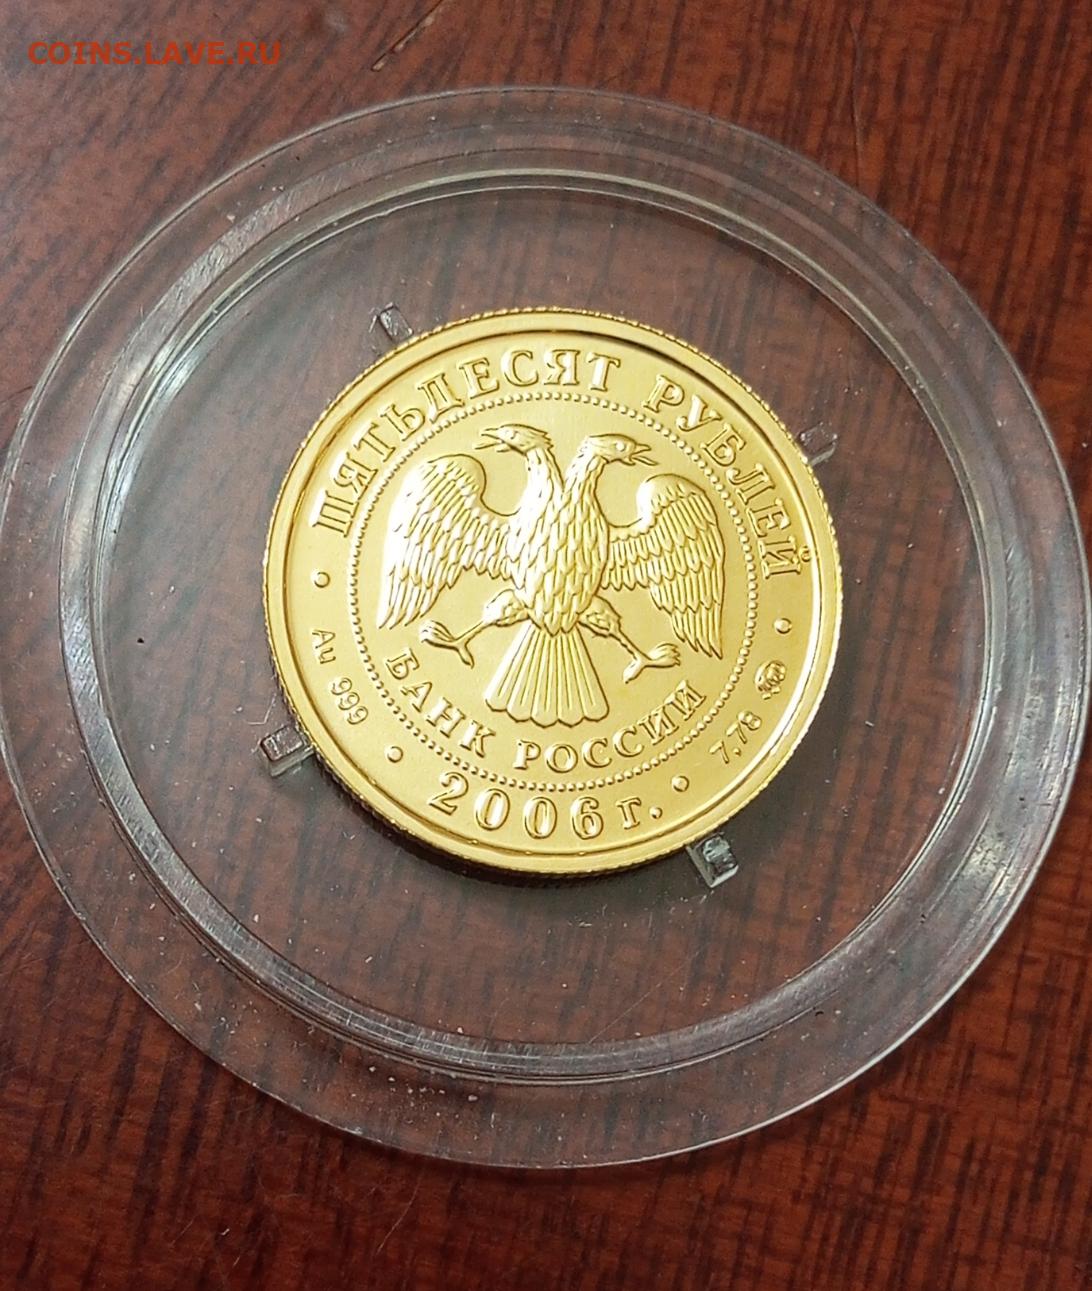 COINS.LAVE.RU
ПЯТЬДЕСЯТ РУБЛЕЙ
БАНК РОССИИ
Au 999
• 2006 г. •
7,78